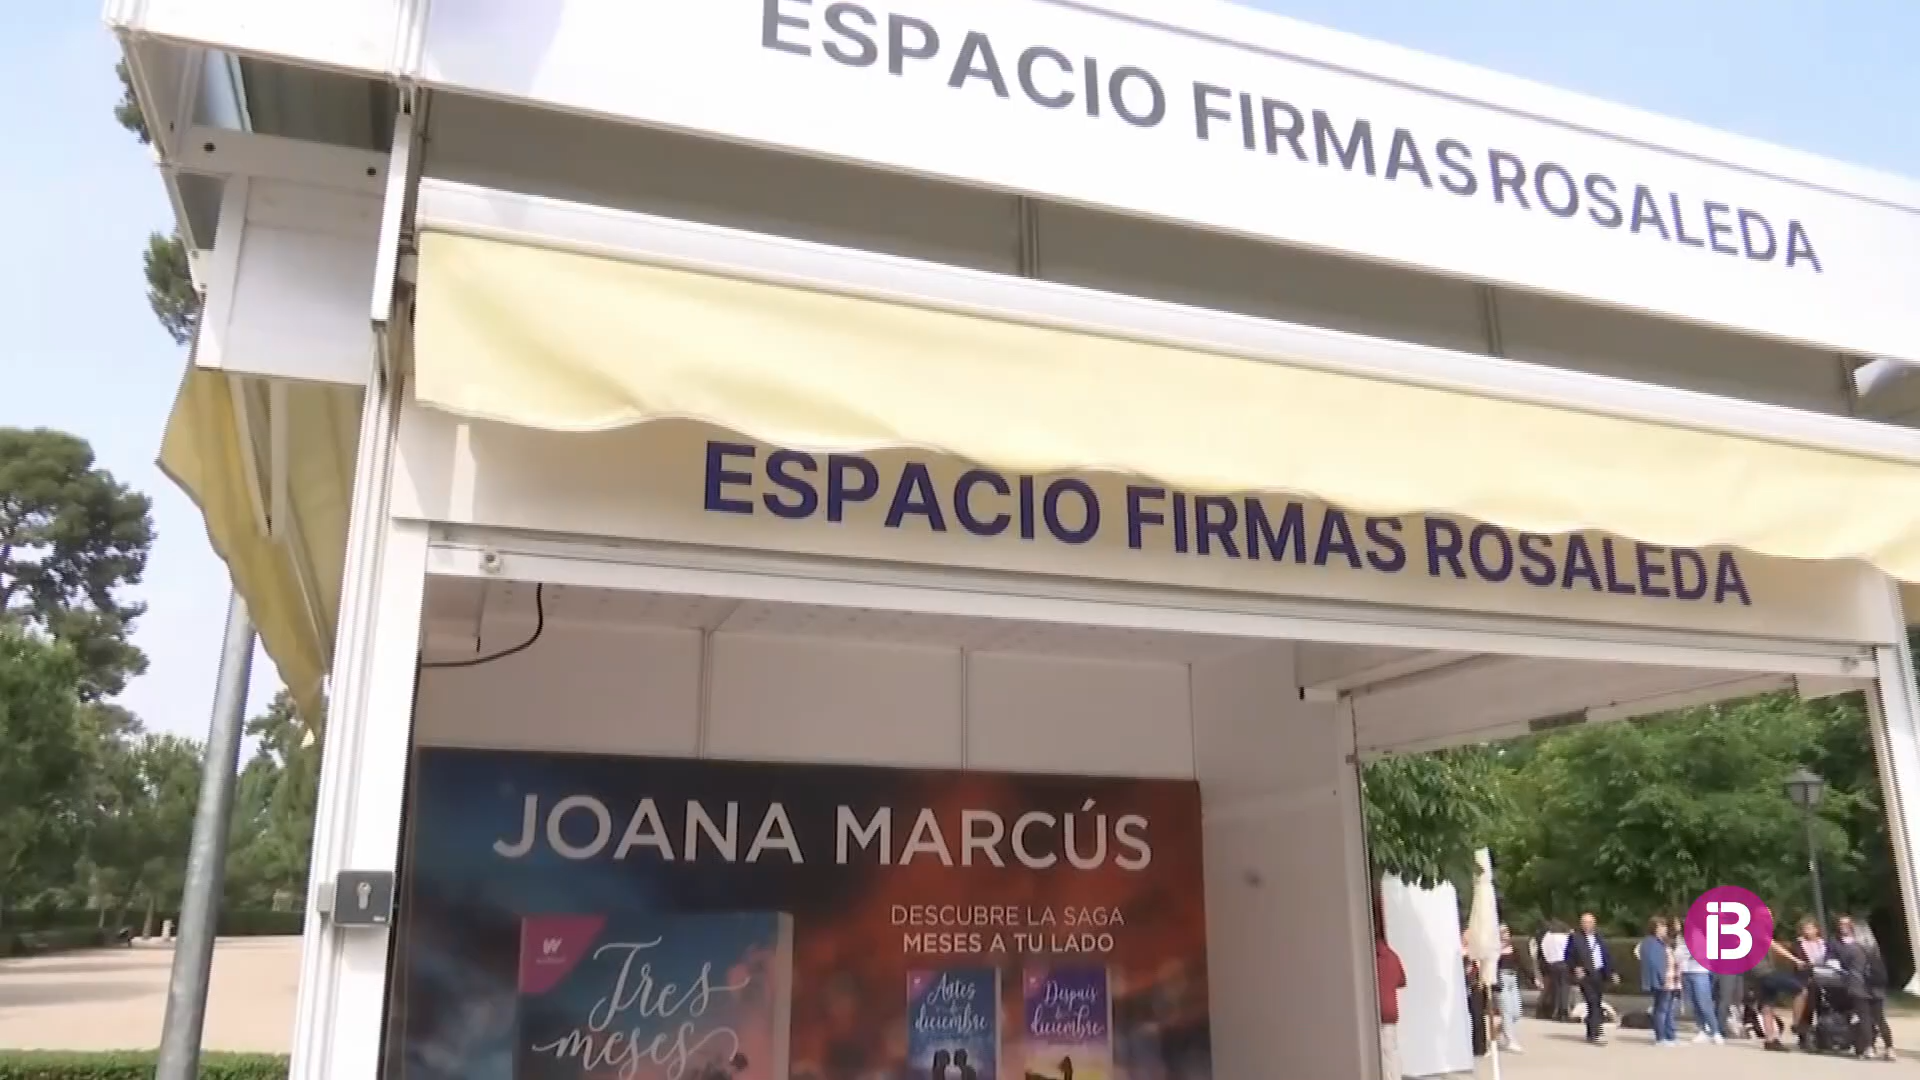 ESPACIO FIRMAS ROSALEDA
ESPACIO FIRMAS ROSALEDA
JOANA MARCÚS
DESCUBRE LA SAGA
MESES A TU LADO
Tres
meses
Antes
de
diciembre
Después
de
diciembre
IB